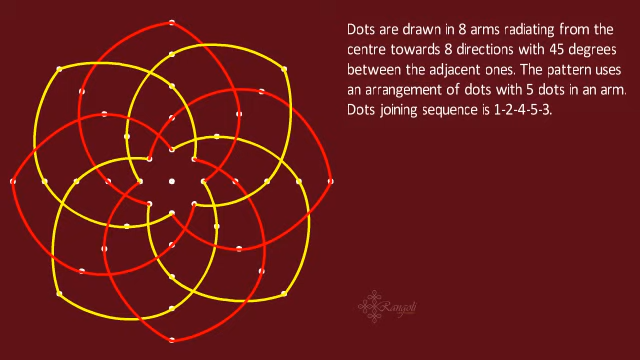 Dots are drawn in 8 arms radiating from the
centre towards 8 directions with 45 degrees
between the adjacent ones. The pattern uses
an arrangement of dots with 5 dots in an arm.
Dots joining sequence is 1-2-4-5-3.
Rangoli